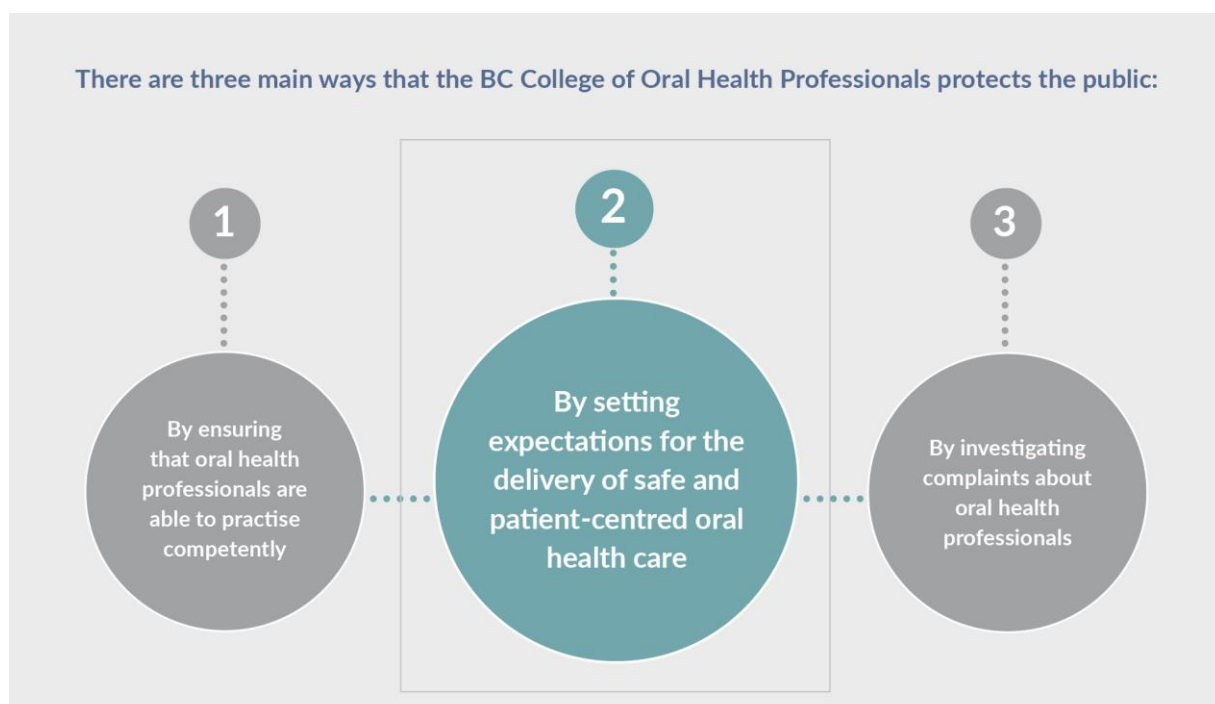 There are three main ways that the BC College of Oral Health Professionals protects the public:
1
By ensuring
that oral health
professionals are
able to practise
competently
2
By setting
expectations for the
delivery of safe and
patient-centred oral
health care
3
By investigating
complaints about
oral health
professionals